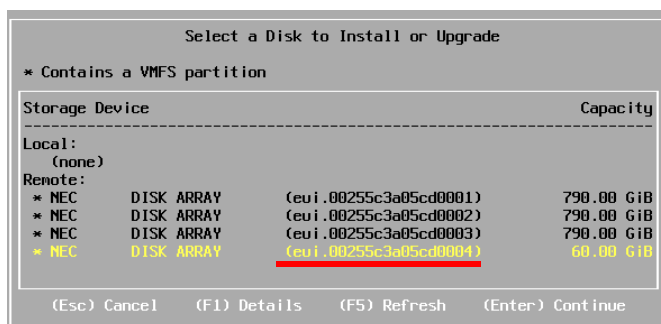 Select a Disk to Install or Upgrade
* Contains a VMFS partition
Storage Device Capacity
--------------------------------------------------------------------------------
Local:
(none)
Remote:
* NEC DISK ARRAY (eui.00255c3a05cd0001) 790.00 GiB
* NEC DISK ARRAY (eui.00255c3a05cd0002) 790.00 GiB
* NEC DISK ARRAY (eui.00255c3a05cd0003) 790.00 GiB
* NEC DISK ARRAY (eui.00255c3a05cd0004) 60.00 GiB
(Esc) Cancel (F1) Details (F5) Refresh (Enter) Continue